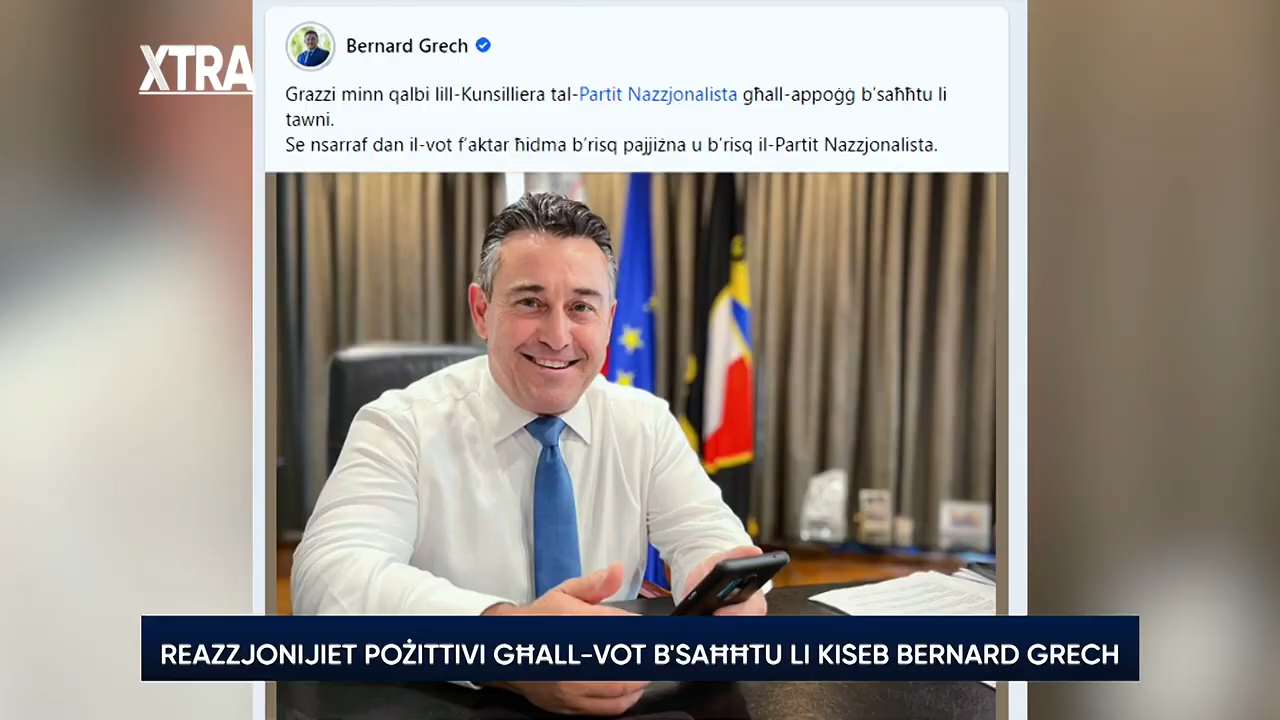 XTRA
Bernard Grech
Grazzi minn qalbi lill-Kunsilliera tal-Partit Nazzjonalista għall-appoġġ b'saħħtu li
tawni.
Se nsarraf dan il-vot f'aktar ħidma b'risq pajjiżna u b'risq il-Partit Nazzjonalista.
REAZZJONIJIET POŻITTIVI GĦALL-VOT B'SAĦĦTU LI KISEB BERNARD GRECH